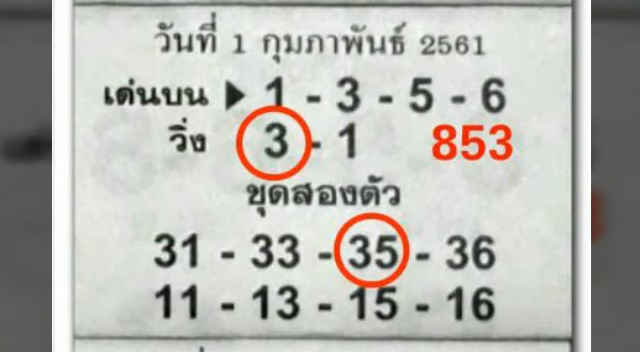 วันที่ 1 กุมภาพันธ์ 2561
เด่นบน ▶ 1 - 3 - 5 - 6
วิ่ง 3 - 1 853
ชุดสองตัว
31 - 33 - 35 - 36
11 - 13 - 15 - 16